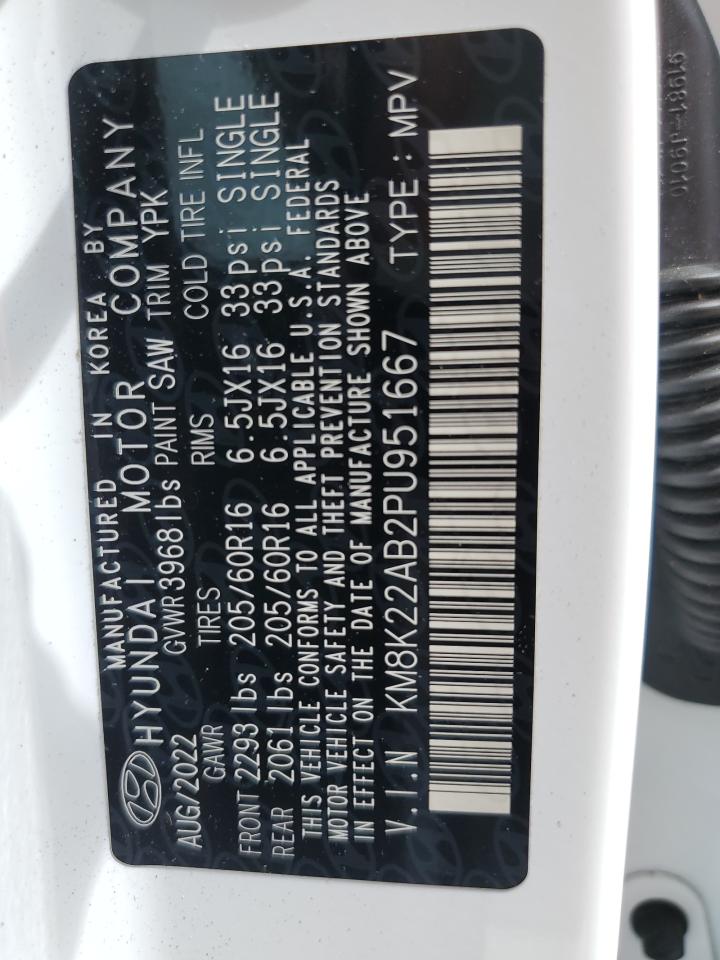 MANUFACTURED IN KOREA BY
HYUNDAI MOTOR COMPANY
AUG/2022 GVWR 3968lbs PAINT SAW TRIM YPK
GAWR TIRES RIMS COLD TIRE INFL
FRONT 2293lbs 205/60R16 6.5JX16 33psi SINGLE
REAR 2061lbs 205/60R16 6.5JX16 33psi SINGLE
THIS VEHICLE CONFORMS TO ALL APPLICABLE U.S.A. FEDERAL
MOTOR VEHICLE SAFETY AND THEFT PREVENTION STANDARDS
IN EFFECT ON THE DATE OF MANUFACTURE SHOWN ABOVE
V.I.N KM8K22AB2PU951667 TYPE : MPV